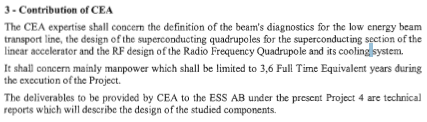 3 - Contribution of CEA
The CEA expertise shall concern the definition of the beam's diagnostics for the low energy beam
transport line, the design of the superconducting quadrupoles for the superconducting section of the
linear accelerator and the RF design of the Radio Frequency Quadrupole and its cooling system.
It shall concern mainly manpower which shall be limited to 3,6 Full Time Equivalent years during
the execution of the Project.
The deliverables to be provided by CEA to the ESS AB under the present Project 4 are technical
reports which will describe the design of the studied components.